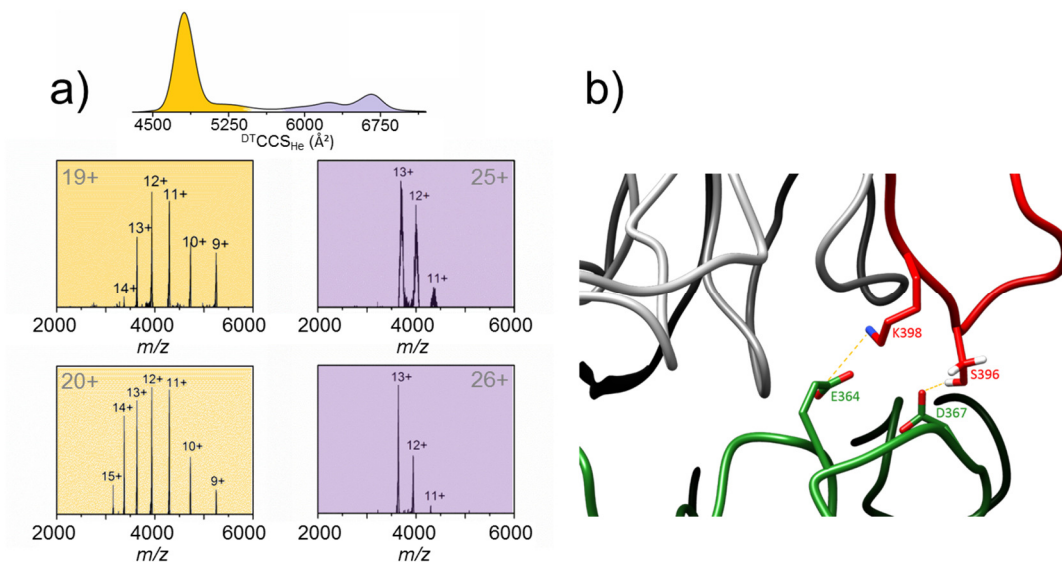 a)
4500 5250 6000 6750
DTCCSHe (Å²)
19+
14+ 13+ 12+ 11+ 10+ 9+
2000 4000 6000
m/z
25+
13+ 12+ 11+
2000 4000 6000
m/z
20+
15+ 14+ 13+ 12+ 11+ 10+ 9+
2000 4000 6000
m/z
26+
13+ 12+ 11+
2000 4000 6000
m/z
b)
K398
S396
E364
D367